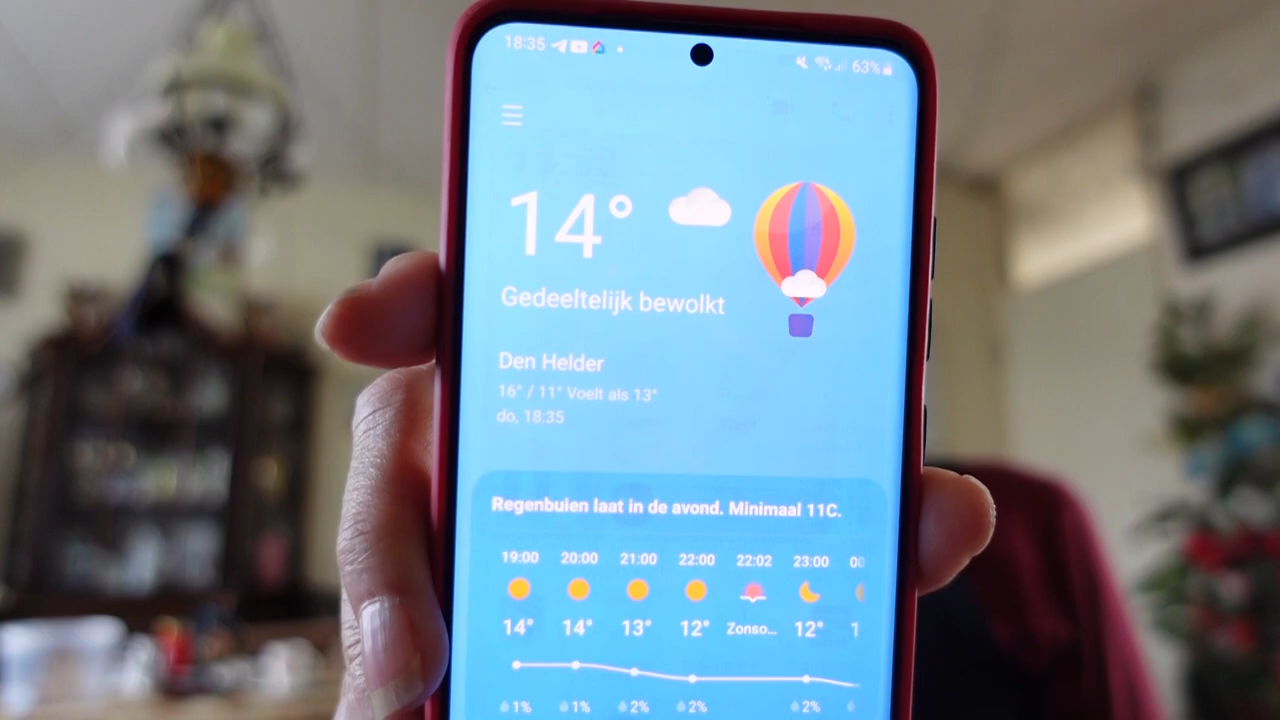 18:35 63%
14°
Gedeeltelijk bewolkt
Den Helder
16° / 11° Voelt als 13°
do, 18:35
Regenbuien laat in de avond. Minimaal 11C.
19:00 20:00 21:00 22:00 22:02 23:00 00
14° 14° 13° 12° Zonso... 12° 1
1% 1% 2% 2% 2%